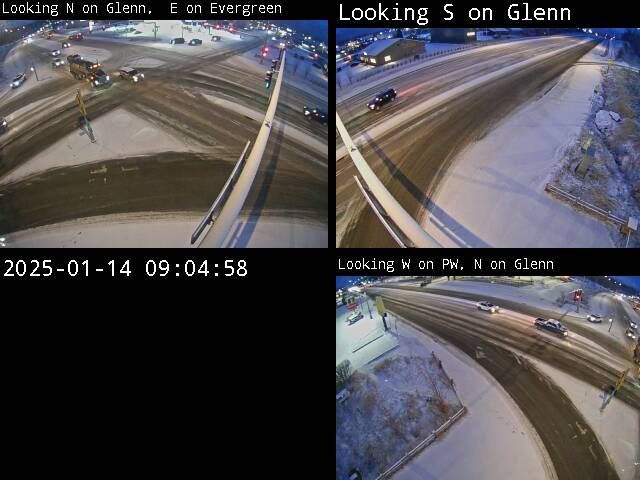 Looking N on Glenn,  E on Evergreen
Looking S on Glenn
2025-01-14 09:04:58
Looking W on PW, N on Glenn